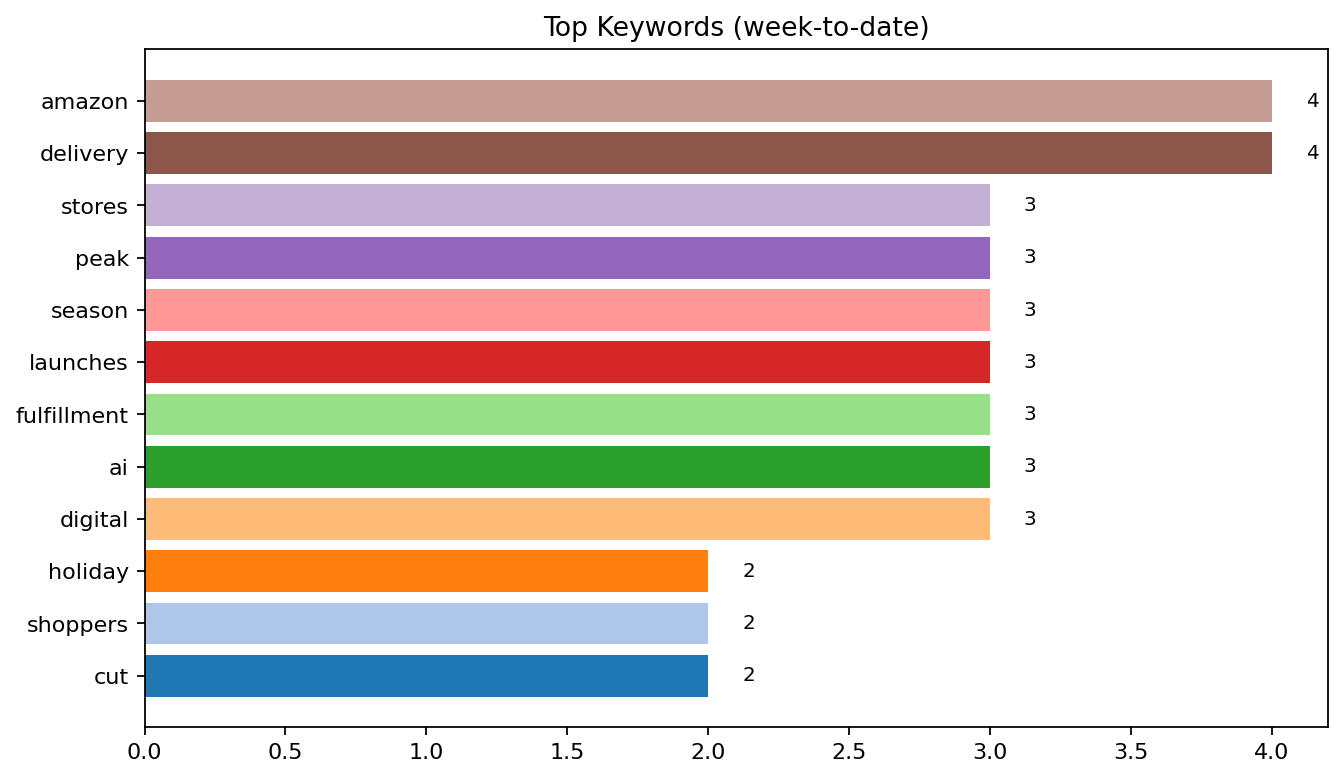 Top Keywords (week-to-date)
amazon 4
delivery 4
stores 3
peak 3
season 3
launches 3
fulfillment 3
ai 3
digital 3
holiday 2
shoppers 2
cut 2
0.0 0.5 1.0 1.5 2.0 2.5 3.0 3.5 4.0